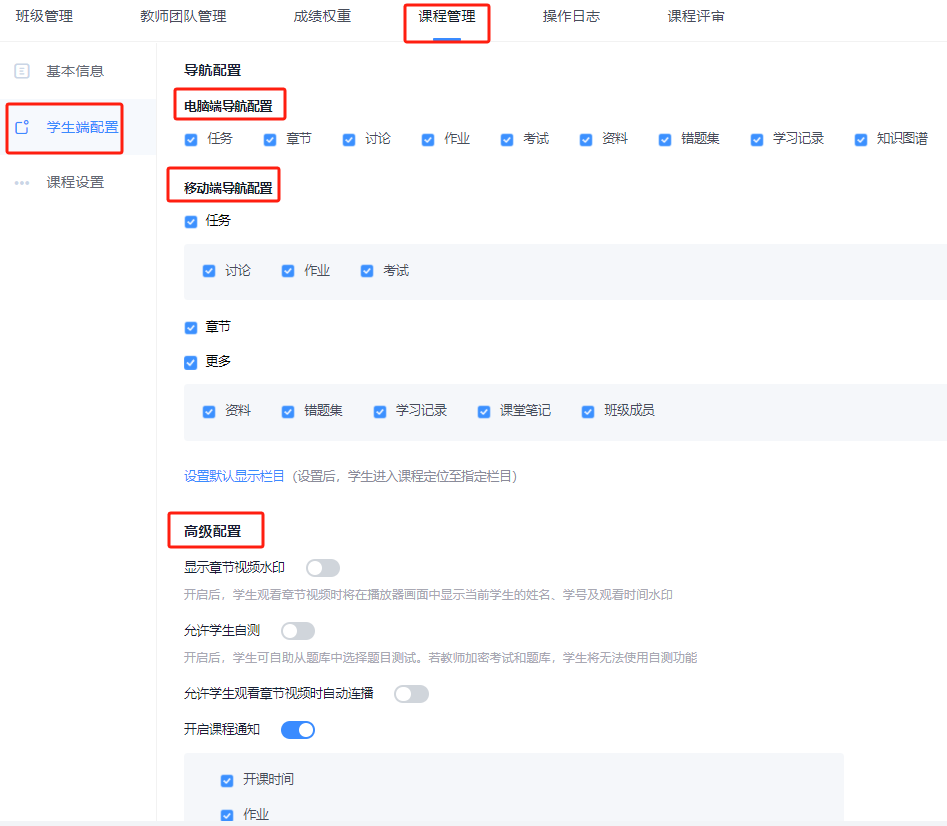 班级管理 教师团队管理 成绩权重 课程管理 操作日志 课程评审
基本信息
学生端配置
课程设置
导航配置
电脑端导航配置
任务 章节 讨论 作业 考试 资料 错题集 学习记录 知识图谱
移动端导航配置
任务
讨论 作业 考试
章节
更多
资料 错题集 学习记录 课堂笔记 班级成员
设置默认显示栏目（设置后，学生进入课程定位至指定栏目）
高级配置
显示章节视频水印
开启后，学生观看章节视频时将在播放器画面中显示当前学生的姓名、学号及观看时间水印
允许学生自测
开启后，学生可自助从题库中选择题目测试。若教师加密考试和题库，学生将无法使用自测功能
允许学生观看章节视频时自动连播
开启课程通知
开课时间
作业